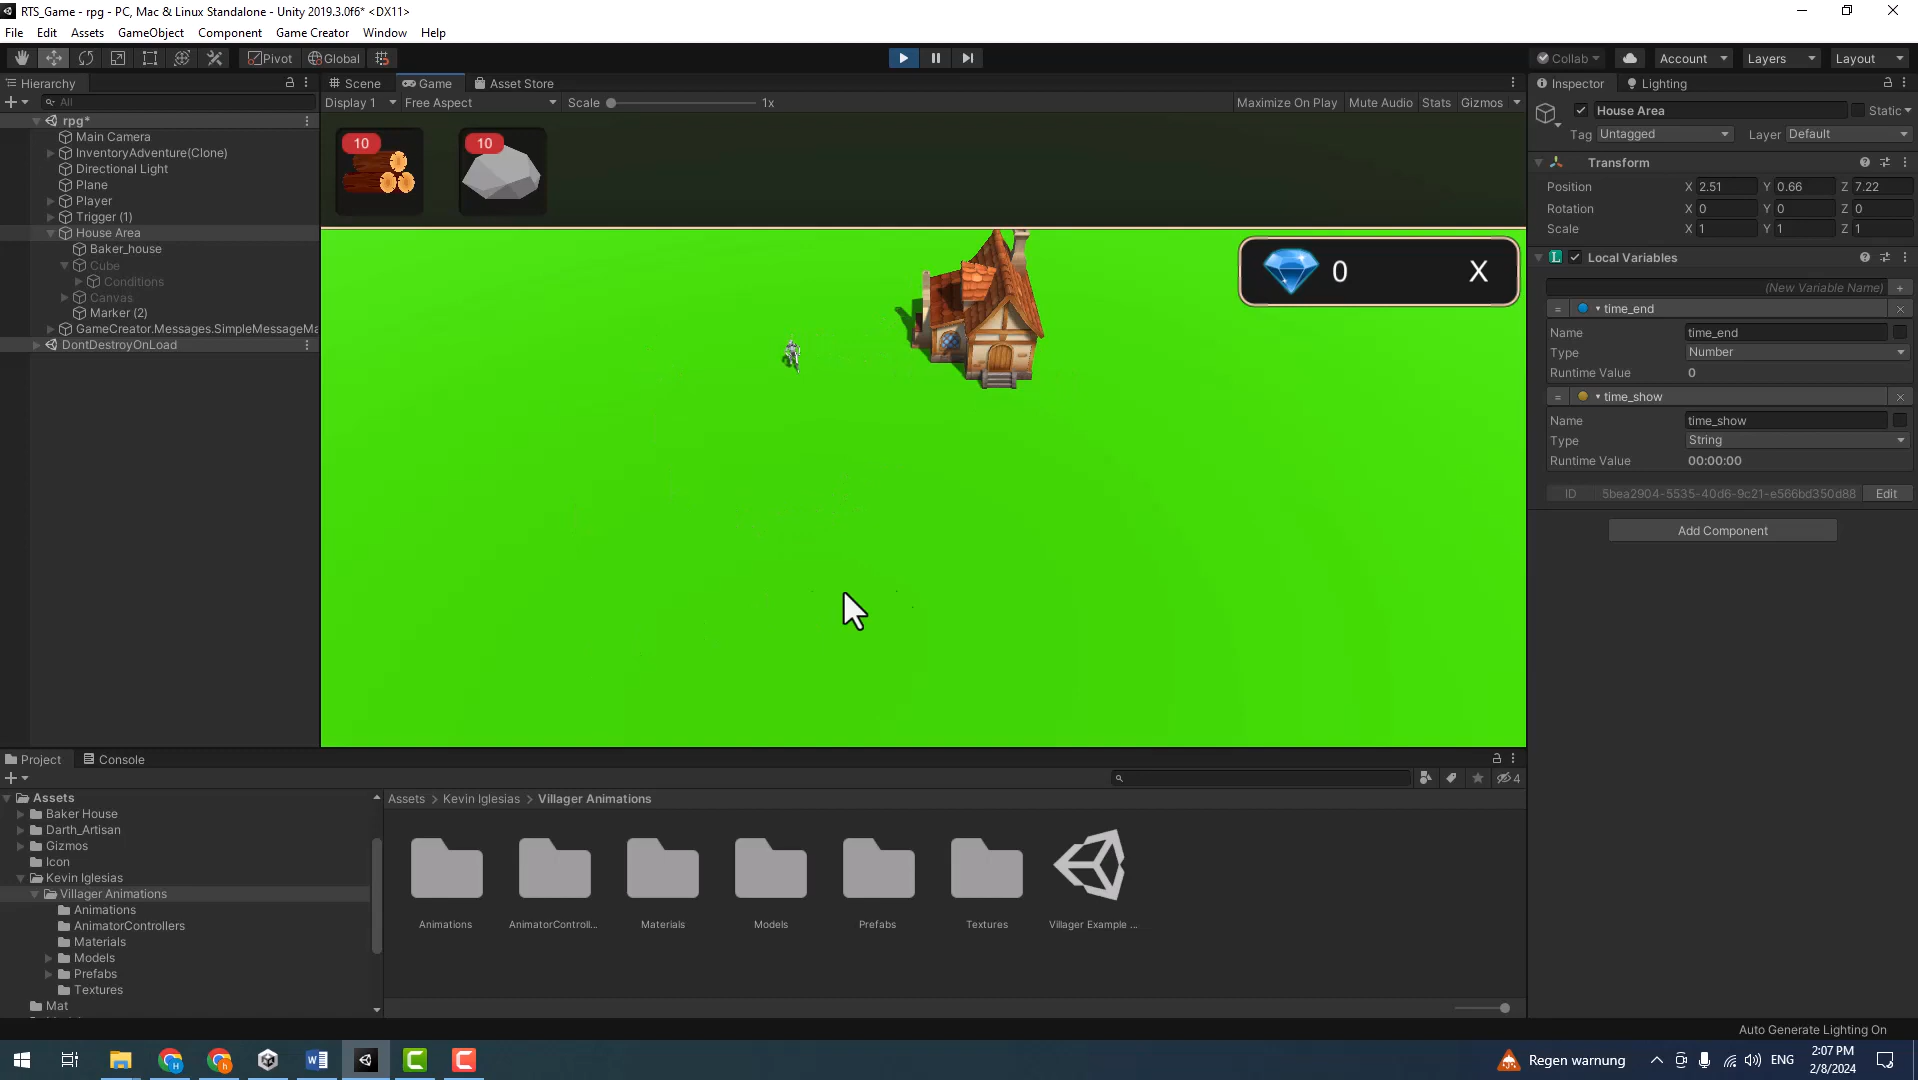 RTS_Game - rpg - PC, Mac & Linux Standalone - Unity 2019.3.0f6* <DX11>
File Edit Assets GameObject Component Game Creator Window Help
Pivot Global Collab Account Layers Layout
Hierarchy
All
rpg*
Main Camera
InventoryAdventure(Clone)
Directional Light
Plane
Player
Trigger (1)
House Area
Baker_house
Cube
Conditions
Canvas
Marker (2)
GameCreator.Messages.SimpleMessageMa
DontDestroyOnLoad
Scene Game Asset Store
Display 1 Free Aspect Scale 1x Maximize On Play Mute Audio Stats Gizmos
10 10
0 X
Inspector Lighting
House Area Static
Tag Untagged Layer Default
Transform
Position X 2.51 Y 0.66 Z 7.22
Rotation X 0 Y 0 Z 0
Scale X 1 Y 1 Z 1
Local Variables
(New Variable Name) +
= time_end
Name time_end
Type Number
Runtime Value 0
= time_show
Name time_show
Type String
Runtime Value 00:00:00
ID 5bea2904-5535-40d6-9c21-e566bd350d88 Edit
Add Component
Project Console
4
Assets
Baker House
Darth_Artisan
Gizmos
Icon
Kevin Iglesias
Villager Animations
Animations
AnimatorControllers
Materials
Models
Prefabs
Textures
Mat
Assets > Kevin Iglesias > Villager Animations
Animations AnimatorControll... Materials Models Prefabs Textures Villager Example ...
Auto Generate Lighting On
Regen warnung ENG 2:07 PM
2/8/2024